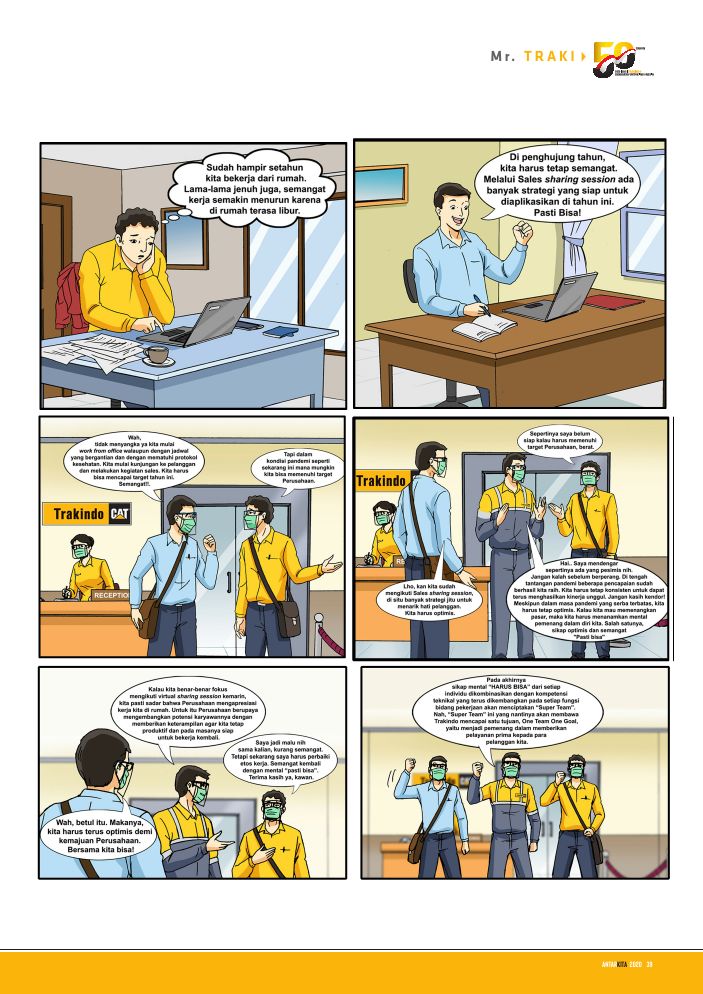 Mr. TRAKI
50
Sudah hampir setahun
kita bekerja dari rumah.
Lama-lama jenuh juga, semangat
kerja semakin menurun karena
di rumah terasa libur.
Di penghujung tahun,
kita harus tetap semangat.
Melalui Sales sharing session ada
banyak strategi yang siap untuk
diaplikasikan di tahun ini.
Pasti Bisa!
Wah,
tidak menyangka ya kita mulai
work from office walaupun dengan jadwal
yang bergantian dan dengan mematuhi protokol
kesehatan. Kita mulai kunjungan ke pelanggan
dan melakukan kegiatan sales. Kita harus
bisa mencapai target tahun ini.
Semangat!!.
Tapi dalam
kondisi pandemi seperti
sekarang ini mana mungkin
kita bisa memenuhi target
Perusahaan.
Trakindo CAT
RECEPTION
Sepertinya saya belum
siap kalau harus memenuhi
target Perusahaan, berat.
Trakindo
RE
Lho, kan kita sudah
mengikuti Sales sharing session,
di situ banyak strategi jitu untuk
menarik hati pelanggan.
Kita harus optimis.
Hai.. Saya mendengar
sepertinya ada yang pesimis nih.
Jangan kalah sebelum berperang. Di tengah
tantangan pandemi beberapa pencapaian sudah
berhasil kita raih. Kita harus tetap konsisten untuk dapat
terus menghasilkan kinerja unggul. Jangan kasih kendor!
Meskipun dalam masa pandemi yang serba terbatas, kita
harus tetap optimis. Kalau kita mau memenangkan
pasar, maka kita harus menanamkan mental
pemenang dalam diri kita. Salah satunya,
sikap optimis dan semangat
"Pasti bisa"
Kalau kita benar-benar fokus
mengikuti virtual sharing session kemarin,
kita pasti sadar bahwa Perusahaan mengapresiasi
kerja kita di rumah. Untuk itu Perusahaan berupaya
mengembangkan potensi karyawannya dengan
memberikan keterampilan agar kita tetap
produktif dan pada masanya siap
untuk bekerja kembali.
Saya jadi malu nih
sama kalian, kurang semangat.
Tetapi sekarang saya harus perbaiki
etos kerja. Semangat kembali
dengan mental "pasti bisa".
Terima kasih ya, kawan.
Wah, betul itu. Makanya,
kita harus terus optimis demi
kemajuan Perusahaan.
Bersama kita bisa!
Pada akhirnya
sikap mental "HARUS BISA" dari setiap
individu dikombinasikan dengan kompetensi
teknikal yang terus dikembangkan pada setiap fungsi
bidang pekerjaan akan menciptakan "Super Team".
Nah, "Super Team" ini yang nantinya akan membawa
Trakindo mencapai satu tujuan, One Team One Goal,
yaitu menjadi pemenang dalam memberikan
pelayanan prima kepada para
pelanggan kita.
ANTARKITA 2020 39